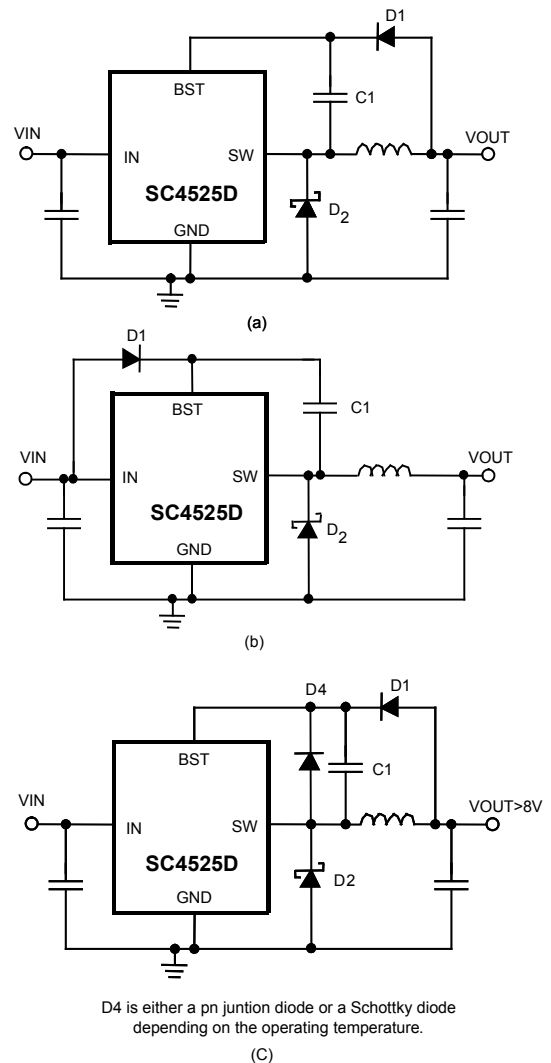 D1
BST
C1
VIN
IN
SW
VOUT
SC4525D
D2
GND
(a)
D1
BST
C1
VIN
IN
SW
VOUT
SC4525D
D2
GND
(b)
D4
D1
BST
C1
VIN
IN
SW
VOUT>8V
SC4525D
D2
GND
D4 is either a pn juntion diode or a Schottky diode
depending on the operating temperature.
(C)